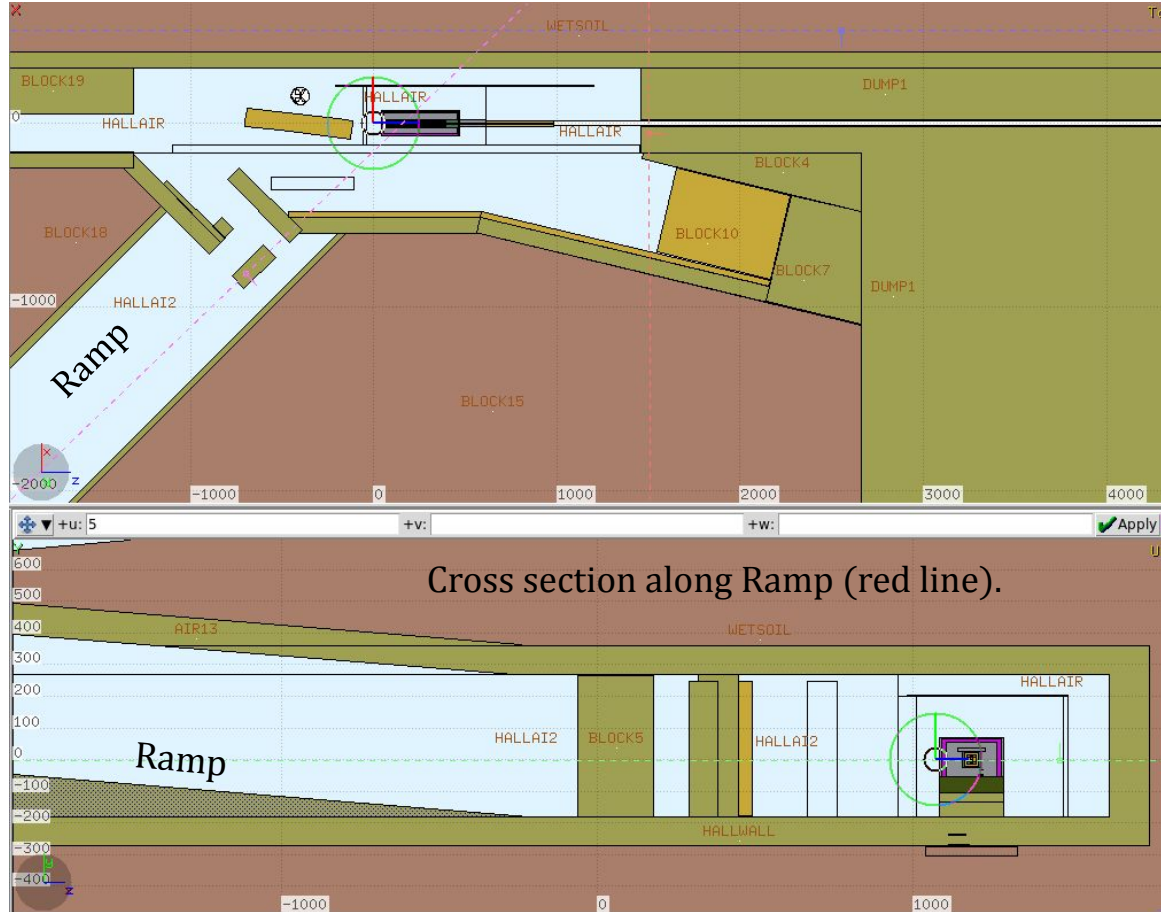 X
To
WETSOIL
BLOCK19
DUMP1
HALLAIR
0
HALLAIR
HALLAIR
BLOCK4
BLOCK18
BLOCK10
BLOCK7
DUMP1
-1000
HALLAI2
Ramp
BLOCK15
x
z
-2000
-1000
0
1000
2000
3000
4000
+u: 5
+v:
+w:
Apply
Y
U
600
Cross section along Ramp (red line).
500
400
AIR13
WETSOIL
300
200
HALLAIR
100
HALLAI2
BLOCK5
HALLAI2
0
Ramp
-100
-200
HALLWALL
-300
-400
y
z
-1000
0
1000